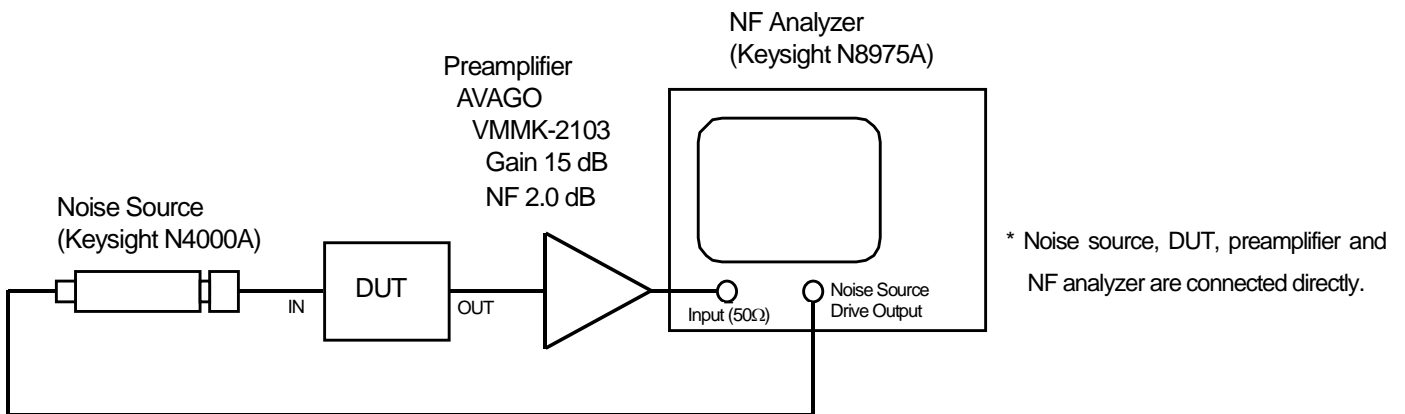 NF Analyzer
(Keysight N8975A)
Preamplifier
AVAGO
VMMK-2103
Gain 15 dB
NF 2.0 dB
Noise Source
(Keysight N4000A)
DUT
IN
OUT
Input (50Ω)
Noise Source
Drive Output
* Noise source, DUT, preamplifier and
NF analyzer are connected directly.